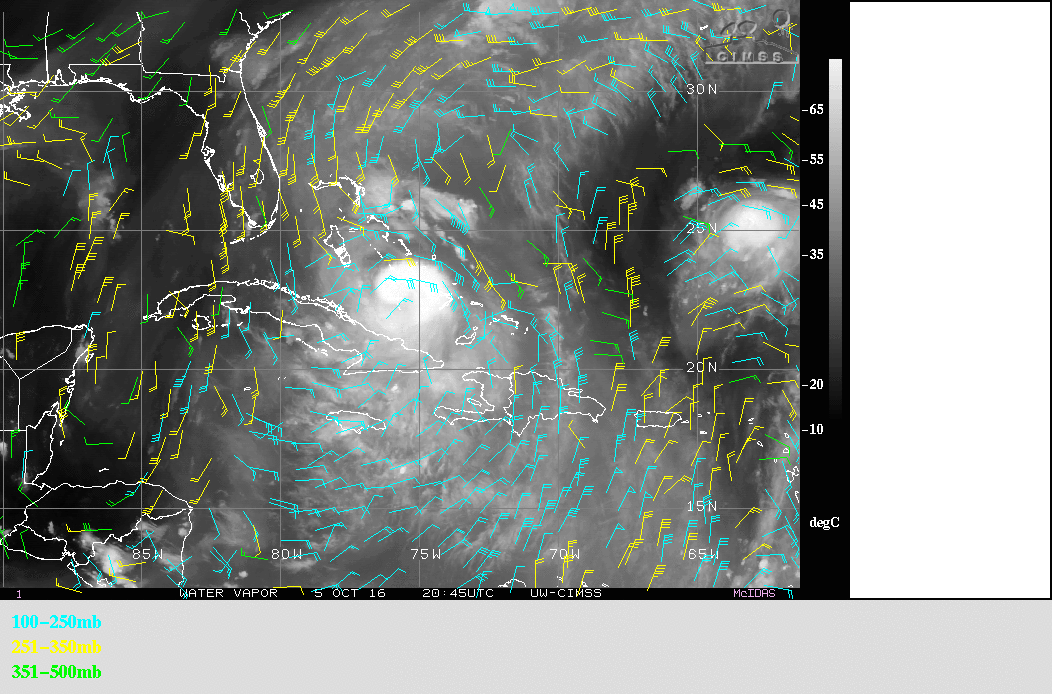 CIMSS
30N
-65
-55
-45
25N
-35
20N
-20
-10
15N
degC
85W 80W 75W 70W 65W
1 WATER VAPOR 5 OCT 16 20:45UTC UW-CIMSS McIDAS
100-250mb
251-350mb
351-500mb